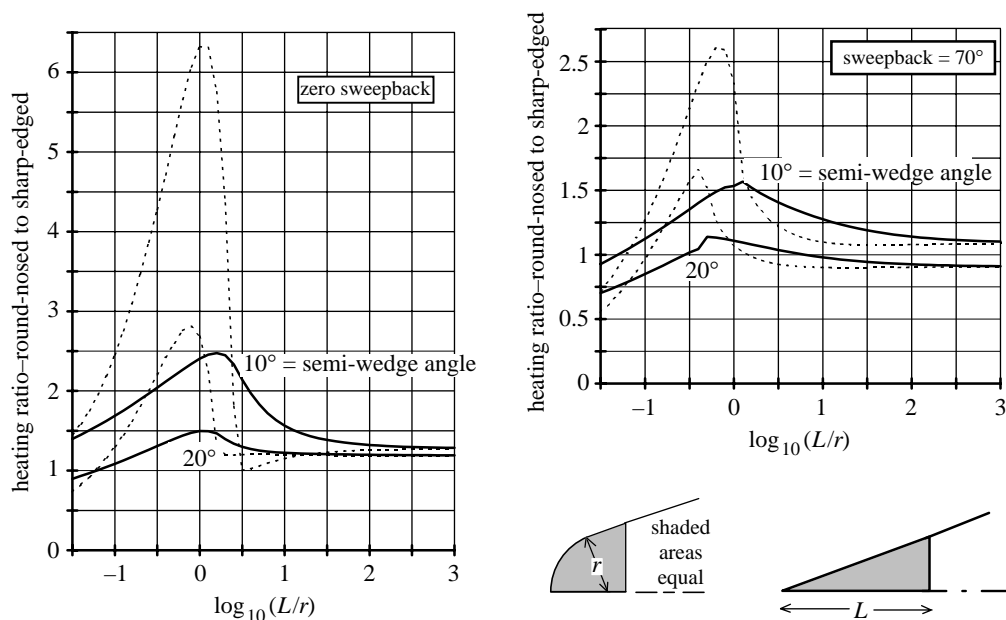 heating ratio–round-nosed to sharp-edged
6
5
4
3
2
1
0
zero sweepback
10° = semi-wedge angle
20°
–1
0
1
2
3
log10 (L/r)
heating ratio–round-nosed to sharp-edged
2.5
2
1.5
1
0.5
0
sweepback = 70°
10° = semi-wedge angle
20°
–1
0
1
2
3
log10 (L/r)
r
shaded
areas
equal
L